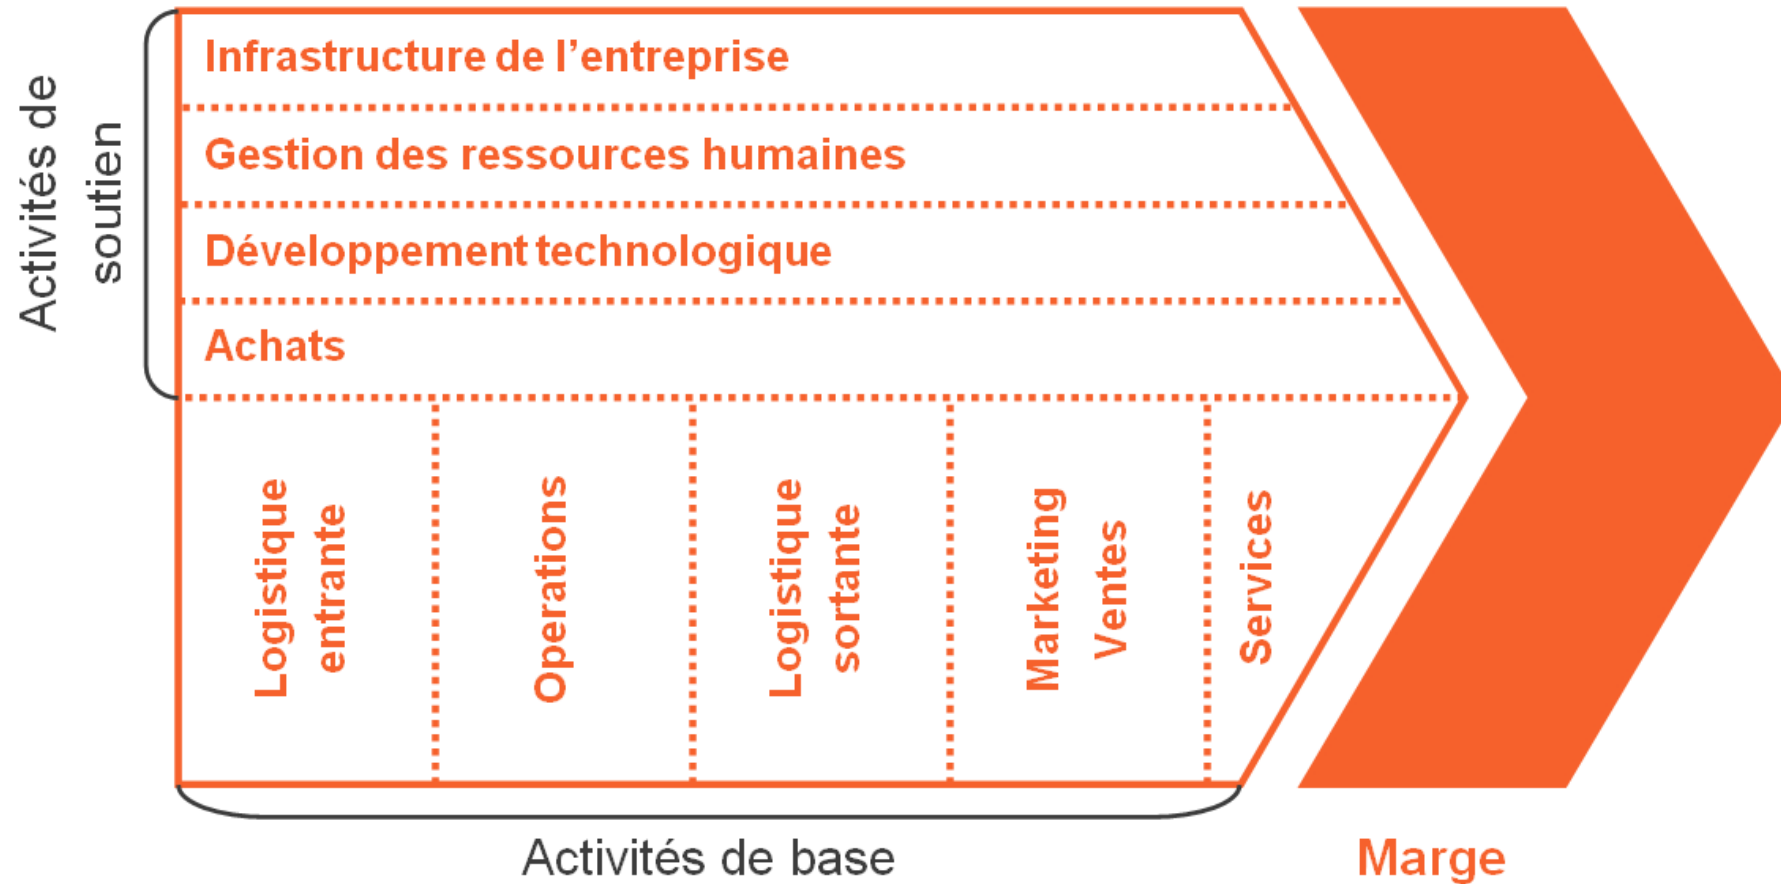 Activités de
soutien
Infrastructure de l’entreprise
Gestion des ressources humaines
Développement technologique
Achats
Logistique
entrante
Operations
Logistique
sortante
Marketing
Ventes
Services
Activités de base
Marge